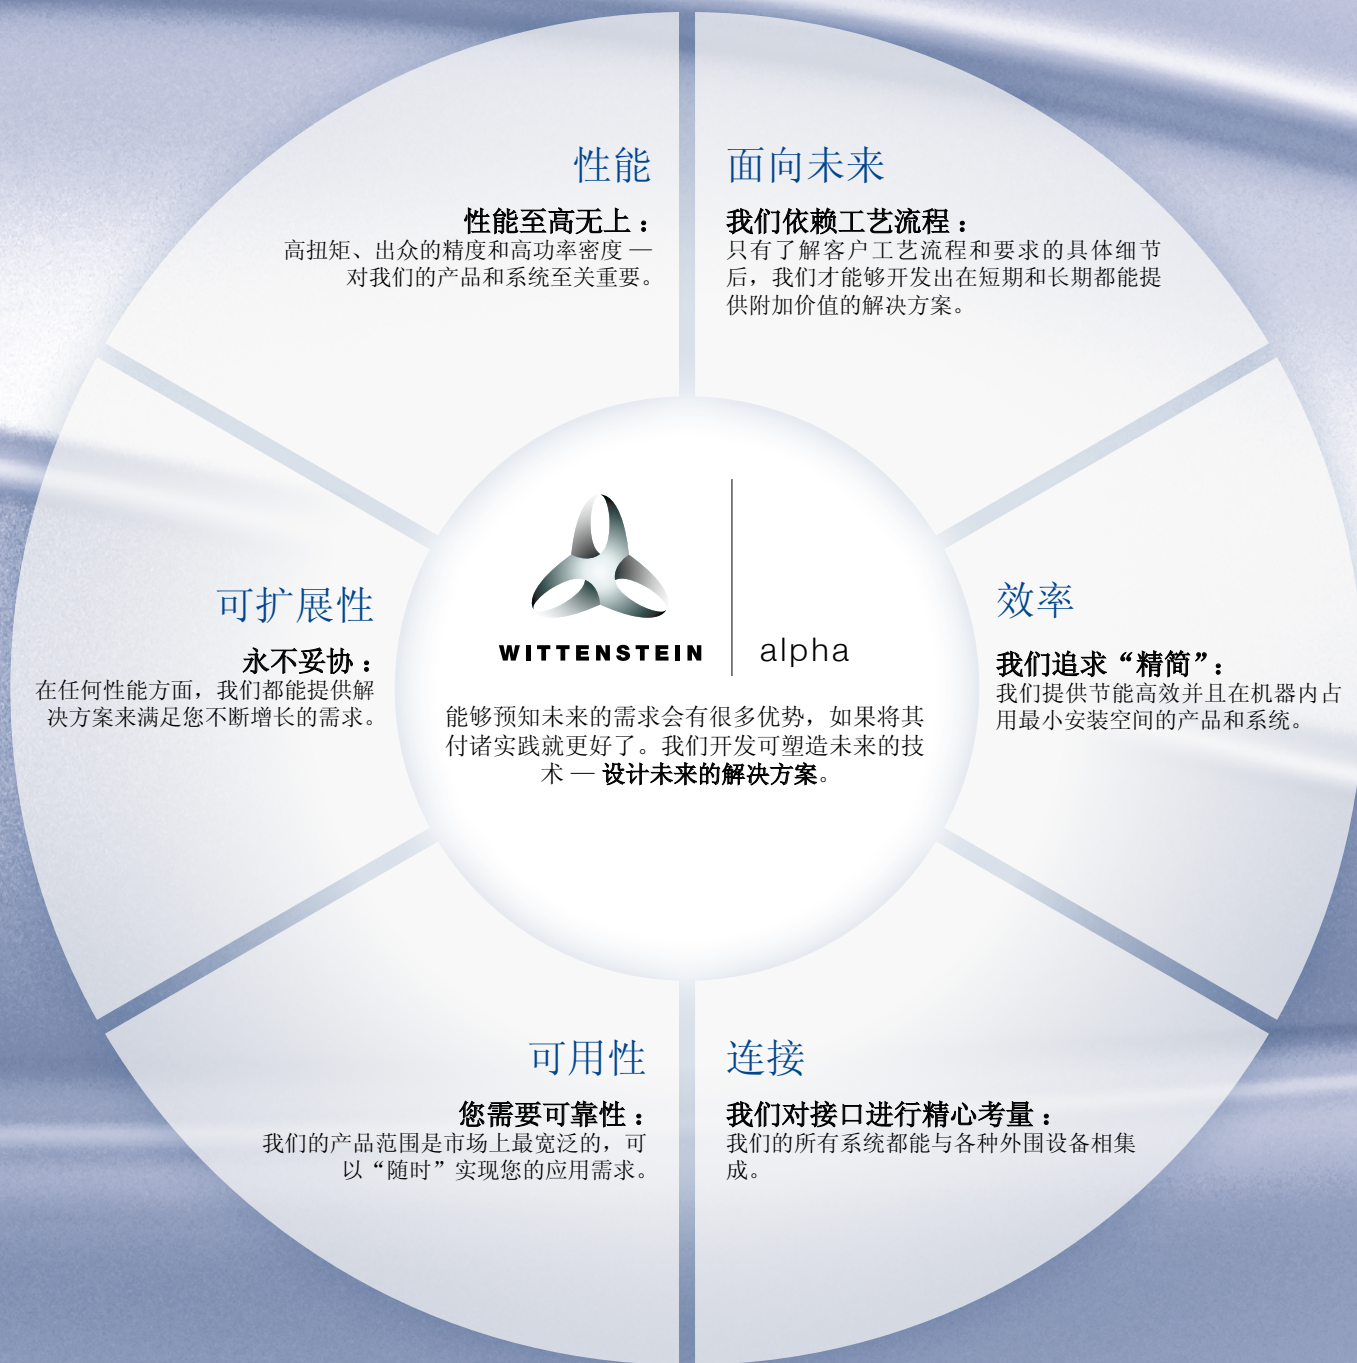 性能
性能至高无上：
高扭矩、出众的精度和高功率密度 —
对我们的产品和系统至关重要。
面向未来
我们依赖工艺流程：
只有了解客户工艺流程和要求的具体细节
后，我们才能够开发出在短期和长期都能提
供附加价值的解决方案。
可扩展性
永不妥协：
在任何性能方面，我们都能提供解
决方案来满足您不断增长的需求。
WITTENSTEIN alpha
能够预知未来的需求会有很多优势，如果将其
付诸实践就更好了。我们开发可塑造未来的技
术 — 设计未来的解决方案。
效率
我们追求“精简”：
我们提供节能高效并且在机器内占
用最小安装空间的产品和系统。
可用性
您需要可靠性：
我们的产品范围是市场上最宽泛的，可
以“随时”实现您的应用需求。
连接
我们对接口进行精心考量：
我们的所有系统都能与各种外围设备相集
成。